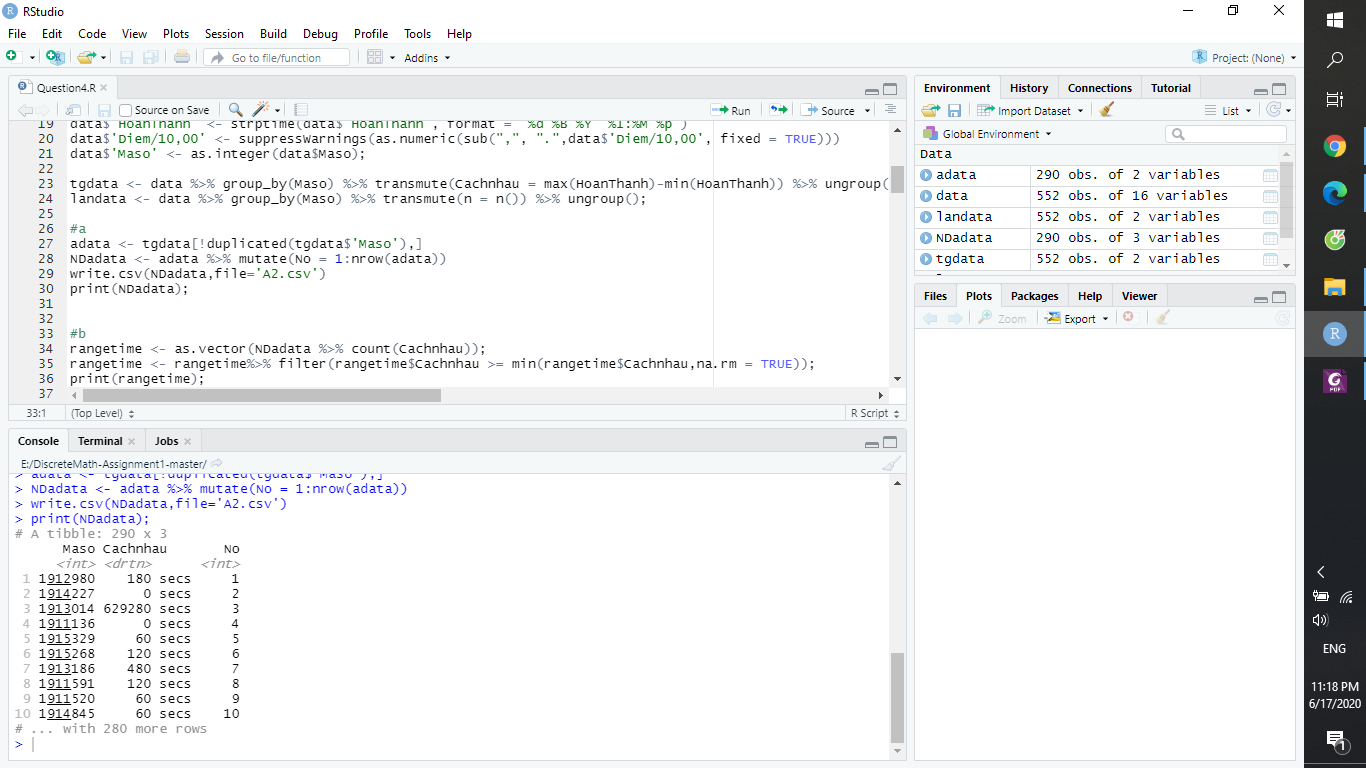 RStudio
File Edit Code View Plots Session Build Debug Profile Tools Help
Go to file/function
Addins
Project: (None)
Question4.R
Source on Save
Run
Source
19 data$'HoanThanh' <- strptime(data$'HoanThanh', format = "%d %B %Y %I:%M %p")
20 data$'Diem/10,00' <- suppressWarnings(as.numeric(sub(",", ".",data$'Diem/10,00', fixed = TRUE)))
21 data$'Maso' <- as.integer(data$Maso);
22
23 tgdata <- data %>% group_by(Maso) %>% transmute(Cachnhau = max(HoanThanh)-min(HoanThanh)) %>% ungroup(
24 landata <- data %>% group_by(Maso) %>% transmute(n = n()) %>% ungroup();
25
26 #a
27 adata <- tgdata[!duplicated(tgdata$'Maso'),]
28 NDadata <- adata %>% mutate(No = 1:nrow(adata))
29 write.csv(NDadata,file='A2.csv')
30 print(NDadata);
31
32
33 #b
34 rangetime <- as.vector(NDadata %>% count(Cachnhau));
35 rangetime <- rangetime%>% filter(rangetime$Cachnhau >= min(rangetime$Cachnhau,na.rm = TRUE));
36 print(rangetime);
37
33:1 (Top Level) R Script
Console Terminal Jobs
E:/DiscreteMath-Assignment1-master/
> adata <- tgdata[!duplicated(tgdata$'Maso'),]
> NDadata <- adata %>% mutate(No = 1:nrow(adata))
> write.csv(NDadata,file='A2.csv')
> print(NDadata);
# A tibble: 290 x 3
Maso Cachnhau No
<int> <drtn> <int>
1 1912980 180 secs 1
2 1914227 0 secs 2
3 1913014 629280 secs 3
4 1911136 0 secs 4
5 1915329 60 secs 5
6 1915268 120 secs 6
7 1913186 480 secs 7
8 1911591 120 secs 8
9 1911520 60 secs 9
10 1914845 60 secs 10
# ... with 280 more rows
>
Environment History Connections Tutorial
Import Dataset
List
Global Environment
Data
adata 290 obs. of 2 variables
data 552 obs. of 16 variables
landata 552 obs. of 2 variables
NDadata 290 obs. of 3 variables
tgdata 552 obs. of 2 variables
Files Plots Packages Help Viewer
Zoom
Export
R
PDF
ENG
11:18 PM
6/17/2020
1